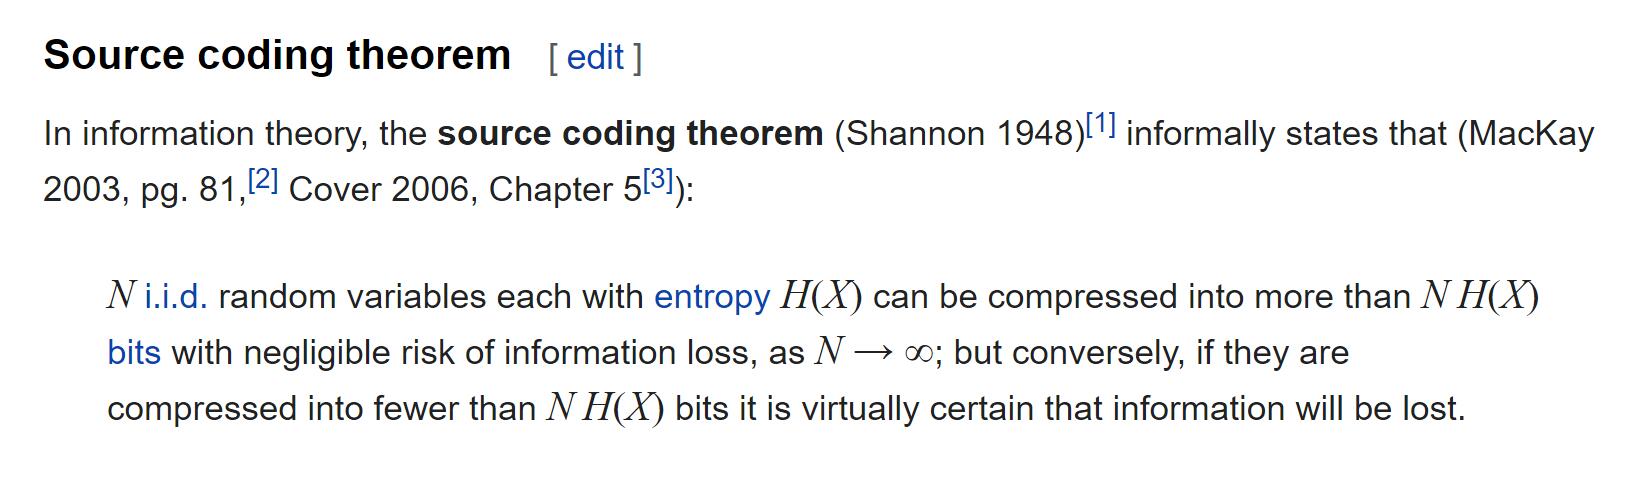 Source coding theorem [ edit ]
In information theory, the source coding theorem (Shannon 1948)[1] informally states that (MacKay
2003, pg. 81,[2] Cover 2006, Chapter 5[3]):
N i.i.d. random variables each with entropy H(X) can be compressed into more than N H(X)
bits with negligible risk of information loss, as N → ∞; but conversely, if they are
compressed into fewer than N H(X) bits it is virtually certain that information will be lost.